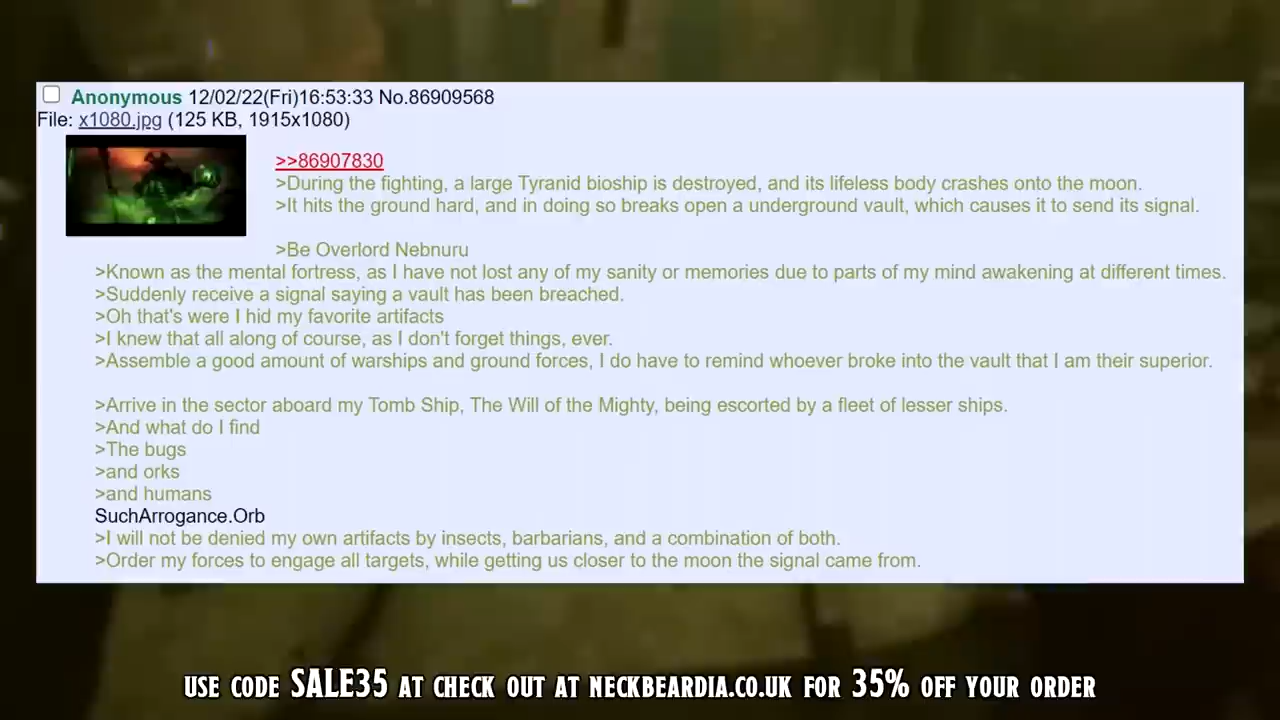 Anonymous 12/02/22(Fri)16:53:33 No.86909568
File: x1080.jpg (125 KB, 1915x1080)
>>86907830
>During the fighting, a large Tyranid bioship is destroyed, and its lifeless body crashes onto the moon.
>It hits the ground hard, and in doing so breaks open a underground vault, which causes it to send its signal.
>Be Overlord Nebnuru
>Known as the mental fortress, as I have not lost any of my sanity or memories due to parts of my mind awakening at different times.
>Suddenly receive a signal saying a vault has been breached.
>Oh that's were I hid my favorite artifacts
>I knew that all along of course, as I don't forget things, ever.
>Assemble a good amount of warships and ground forces, I do have to remind whoever broke into the vault that I am their superior.
>Arrive in the sector aboard my Tomb Ship, The Will of the Mighty, being escorted by a fleet of lesser ships.
>And what do I find
>The bugs
>and orks
>and humans
SuchArrogance.Orb
>I will not be denied my own artifacts by insects, barbarians, and a combination of both.
>Order my forces to engage all targets, while getting us closer to the moon the signal came from.
USE CODE SALE35 AT CHECK OUT AT NECKBEARDIA.CO.UK FOR 35% OFF YOUR ORDER